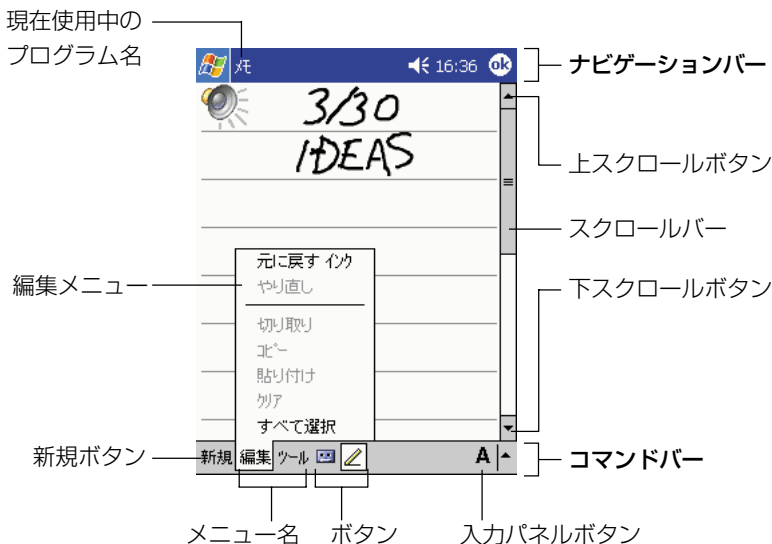 現在使用中の
プログラム名
ﾒﾓ 16:36 ok
ナビゲーションバー
3/30
IDEAS
上スクロールボタン
スクロールバー
編集メニュー
元に戻す ｲﾝｸ
やり直し
切り取り
ｺﾋﾟｰ
貼り付け
ｸﾘｱ
すべて選択
下スクロールボタン
新規ボタン
新規 編集 ﾂｰﾙ A
コマンドバー
メニュー名 ボタン 入力パネルボタン